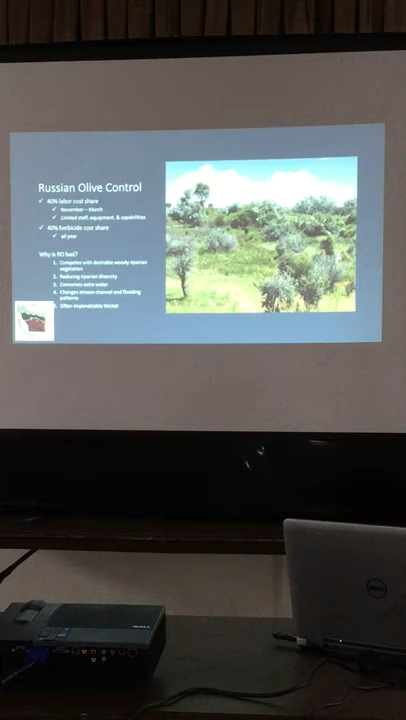 Russian Olive Control
✓ 40% labor cost share
✓ November – March
✓ Limited staff, equipment, & capabilities
✓ 40% herbicide cost share
✓ all year
Why is RO bad?
1. Competes with desirable woody riparian
vegetation
2. Reducing riparian diversity
3. Consumes extra water
4. Changes stream channel and flooding
patterns
Often impenetrable thicket
DELL
DELL